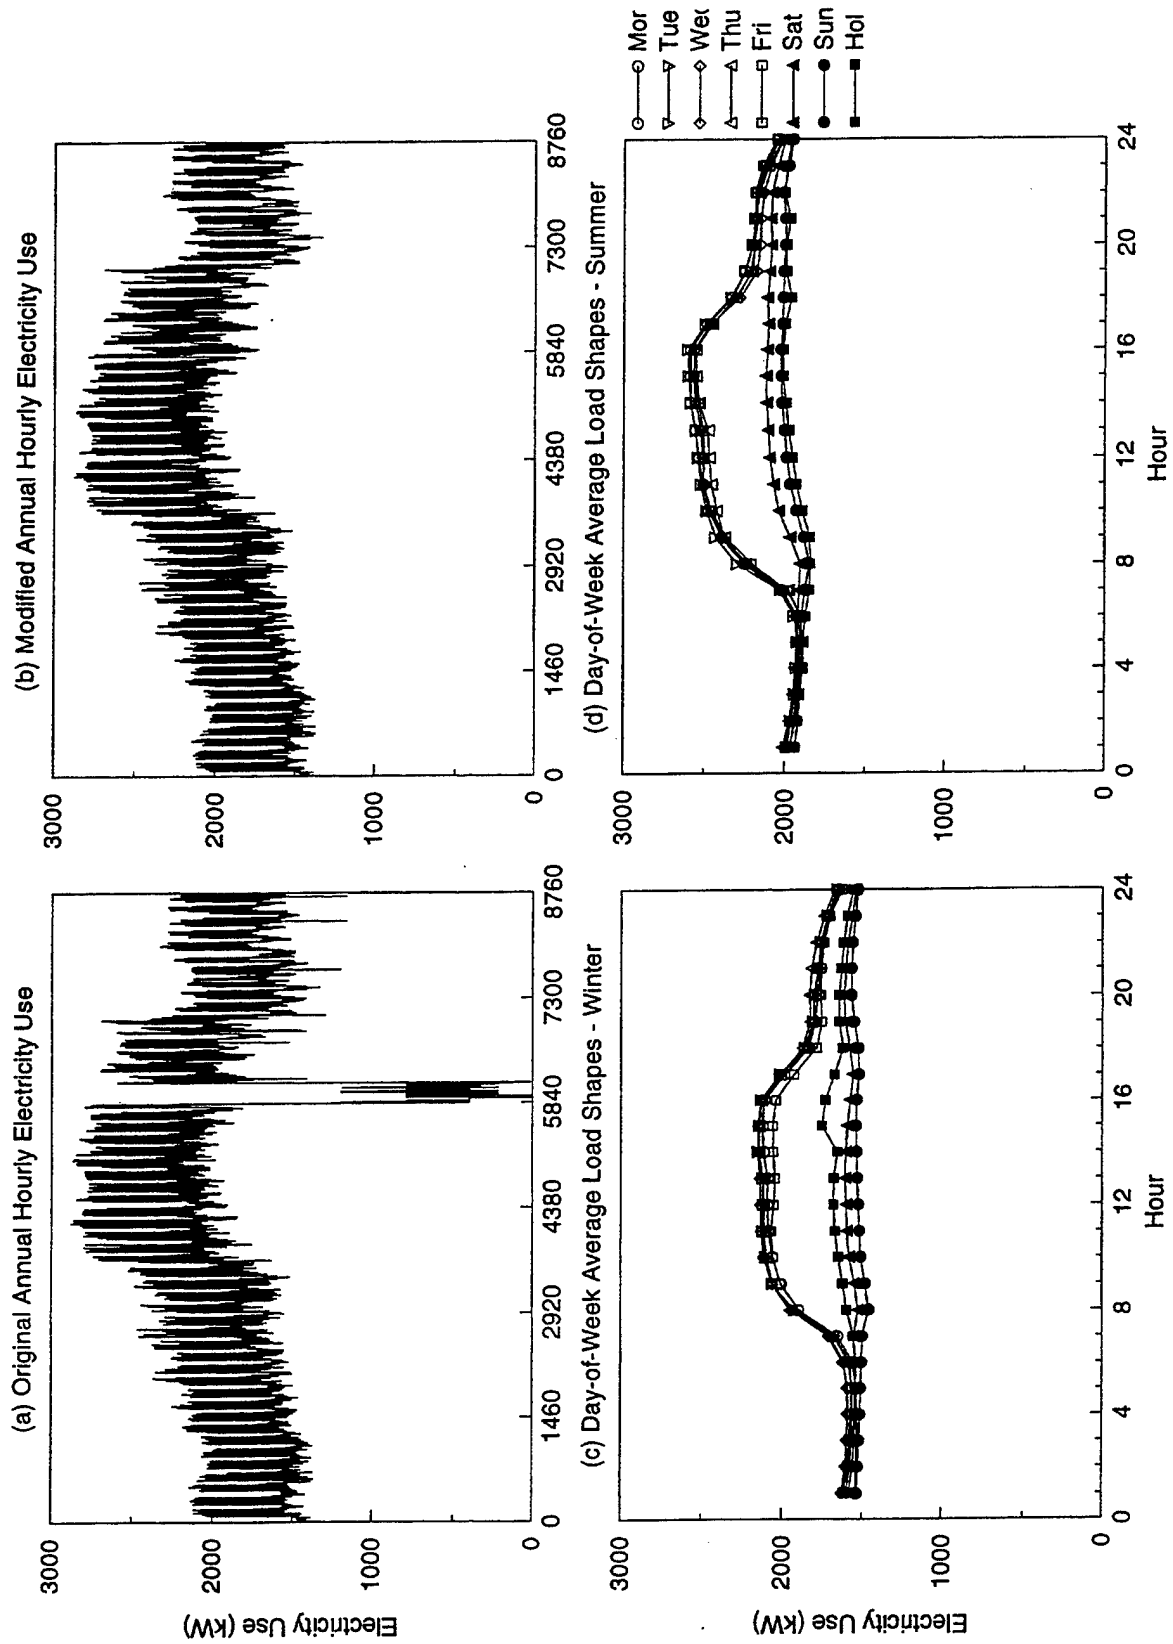 (a) Original Annual Hourly Electricity Use
3000
2000
1000
0
Electricity Use (kW)
0 1460 2920 4380 5840 7300 8760
(b) Modified Annual Hourly Electricity Use
3000
2000
1000
0
0 1460 2920 4380 5840 7300 8760
(c) Day-of-Week Average Load Shapes - Winter
3000
2000
1000
0
Electricity Use (kW)
0 4 8 12 16 20 24
Hour
(d) Day-of-Week Average Load Shapes - Summer
3000
2000
1000
0
0 4 8 12 16 20 24
Hour
Mor
Tue
Wec
Thu
Fri
Sat
Sun
Hol